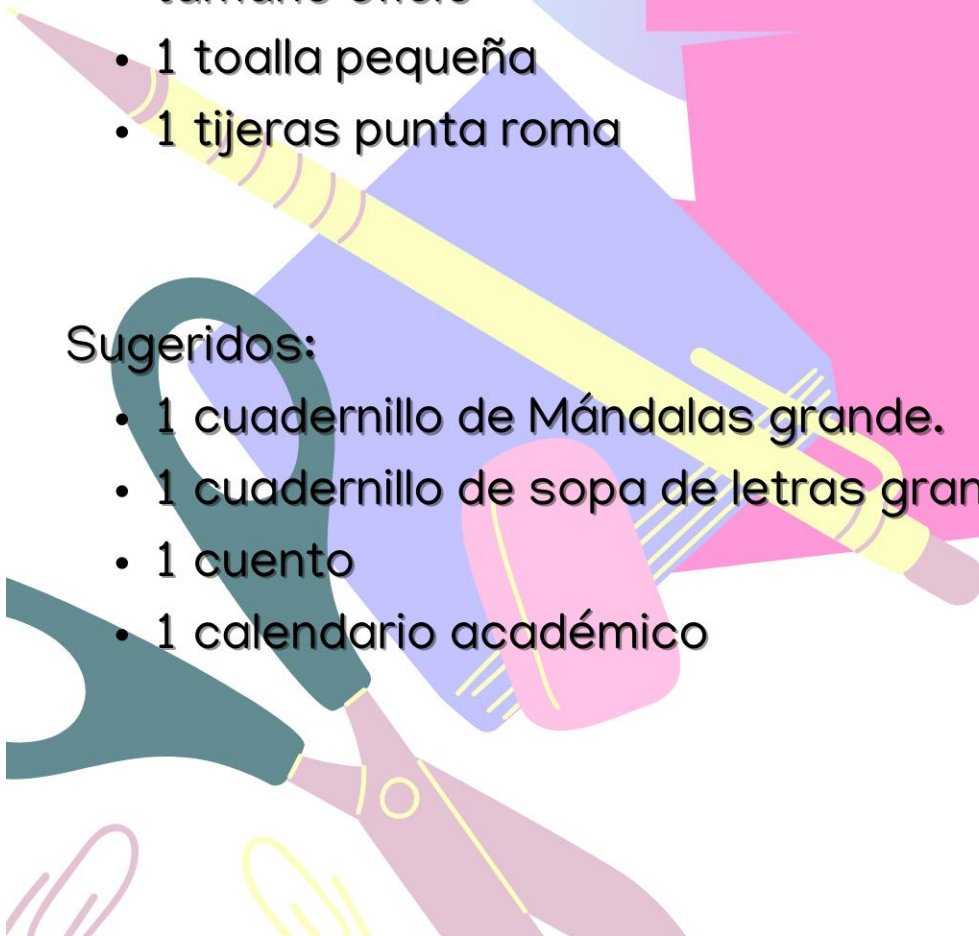 • 1 toalla pequeña
• 1 tijeras punta roma
Sugeridos:
• 1 cuadernillo de Mándalas grande.
• 1 cuadernillo de sopa de letras
• 1 cuento
• 1 calendario académico